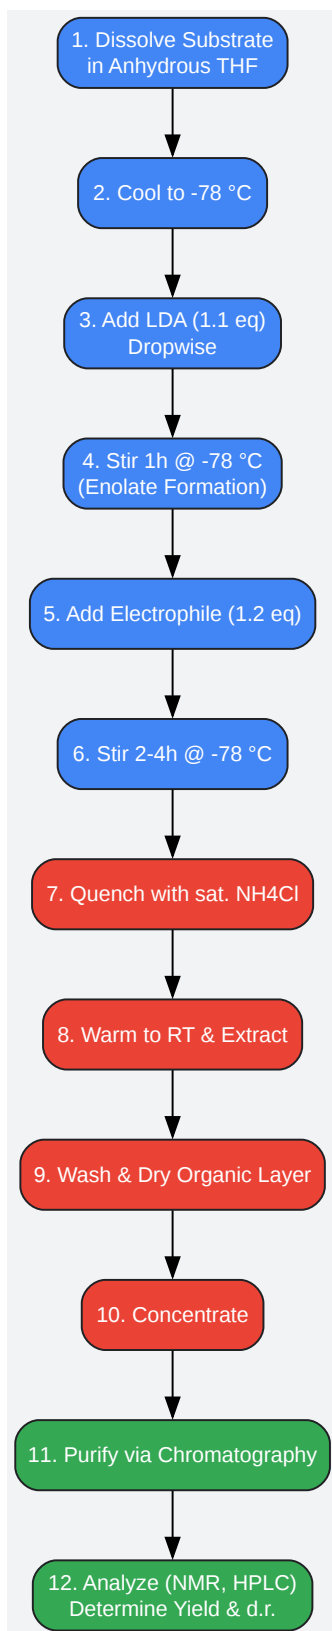 1. Dissolve Substrate
in Anhydrous THF
2. Cool to -78 °C
3. Add LDA (1.1 eq)
Dropwise
4. Stir 1h @ -78 °C
(Enolate Formation)
5. Add Electrophile (1.2 eq)
6. Stir 2-4h @ -78 °C
7. Quench with sat. NH4Cl
8. Warm to RT & Extract
9. Wash & Dry Organic Layer
10. Concentrate
11. Purify via Chromatography
12. Analyze (NMR, HPLC)
Determine Yield & d.r.